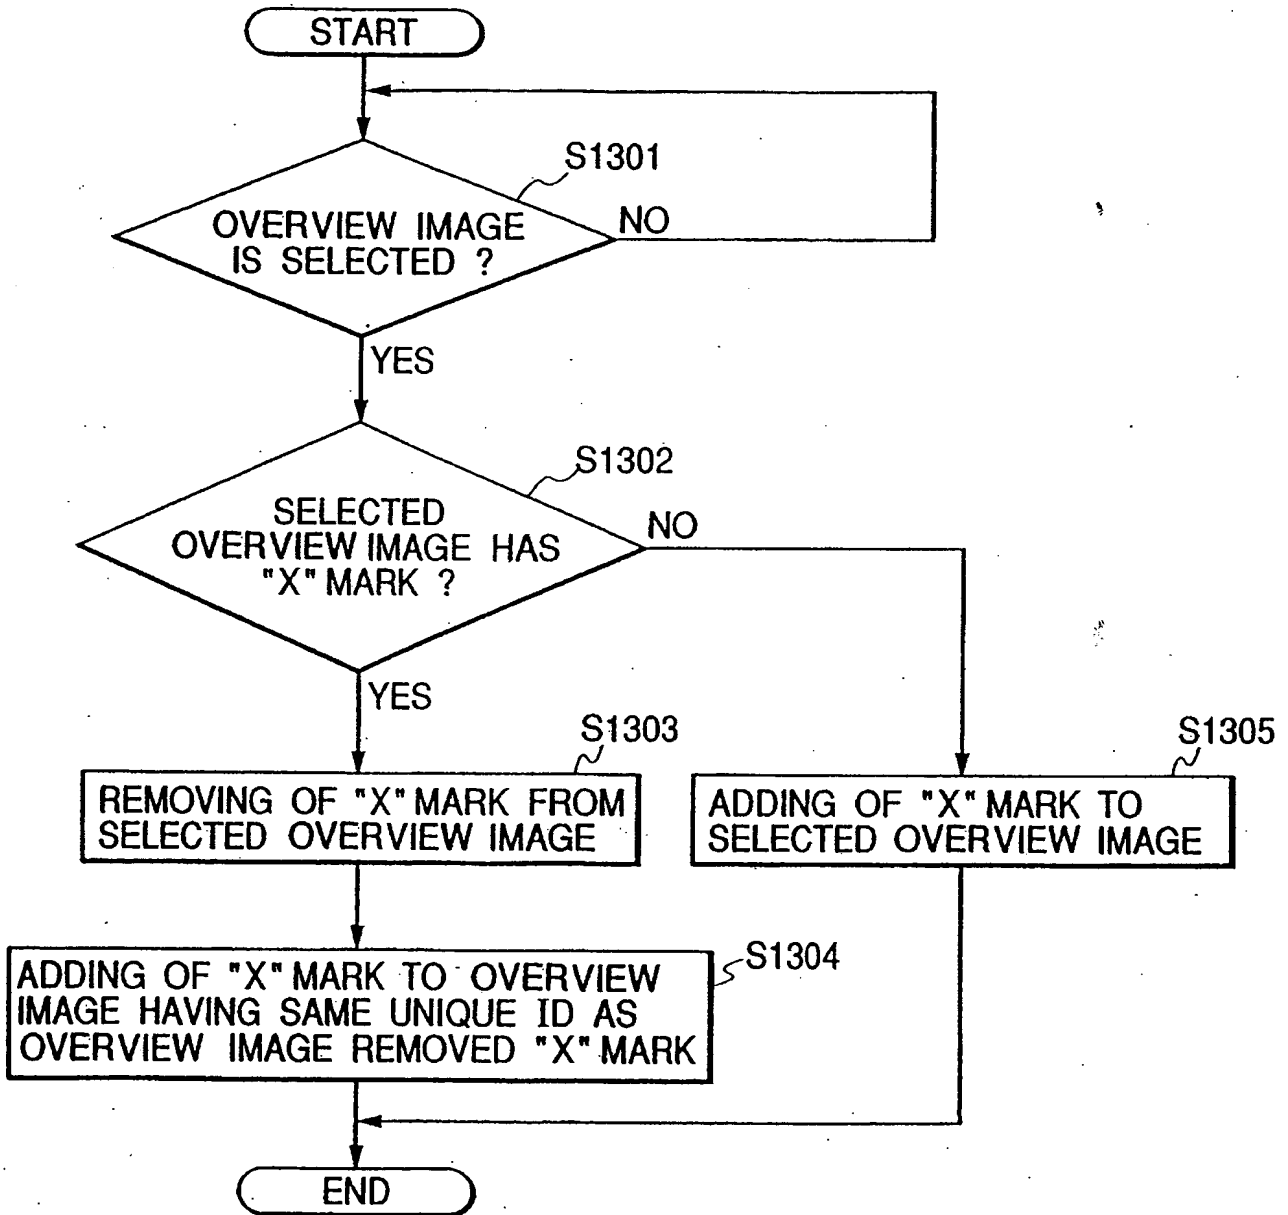 START
S1301
OVERVIEW IMAGE
IS SELECTED ?
NO
YES
S1302
SELECTED
OVERVIEW IMAGE HAS
"X" MARK ?
NO
YES
S1303
REMOVING OF "X" MARK FROM
SELECTED OVERVIEW IMAGE
S1305
ADDING OF "X" MARK TO
SELECTED OVERVIEW IMAGE
S1304
ADDING OF "X" MARK TO OVERVIEW
IMAGE HAVING SAME UNIQUE ID AS
OVERVIEW IMAGE REMOVED "X" MARK
END